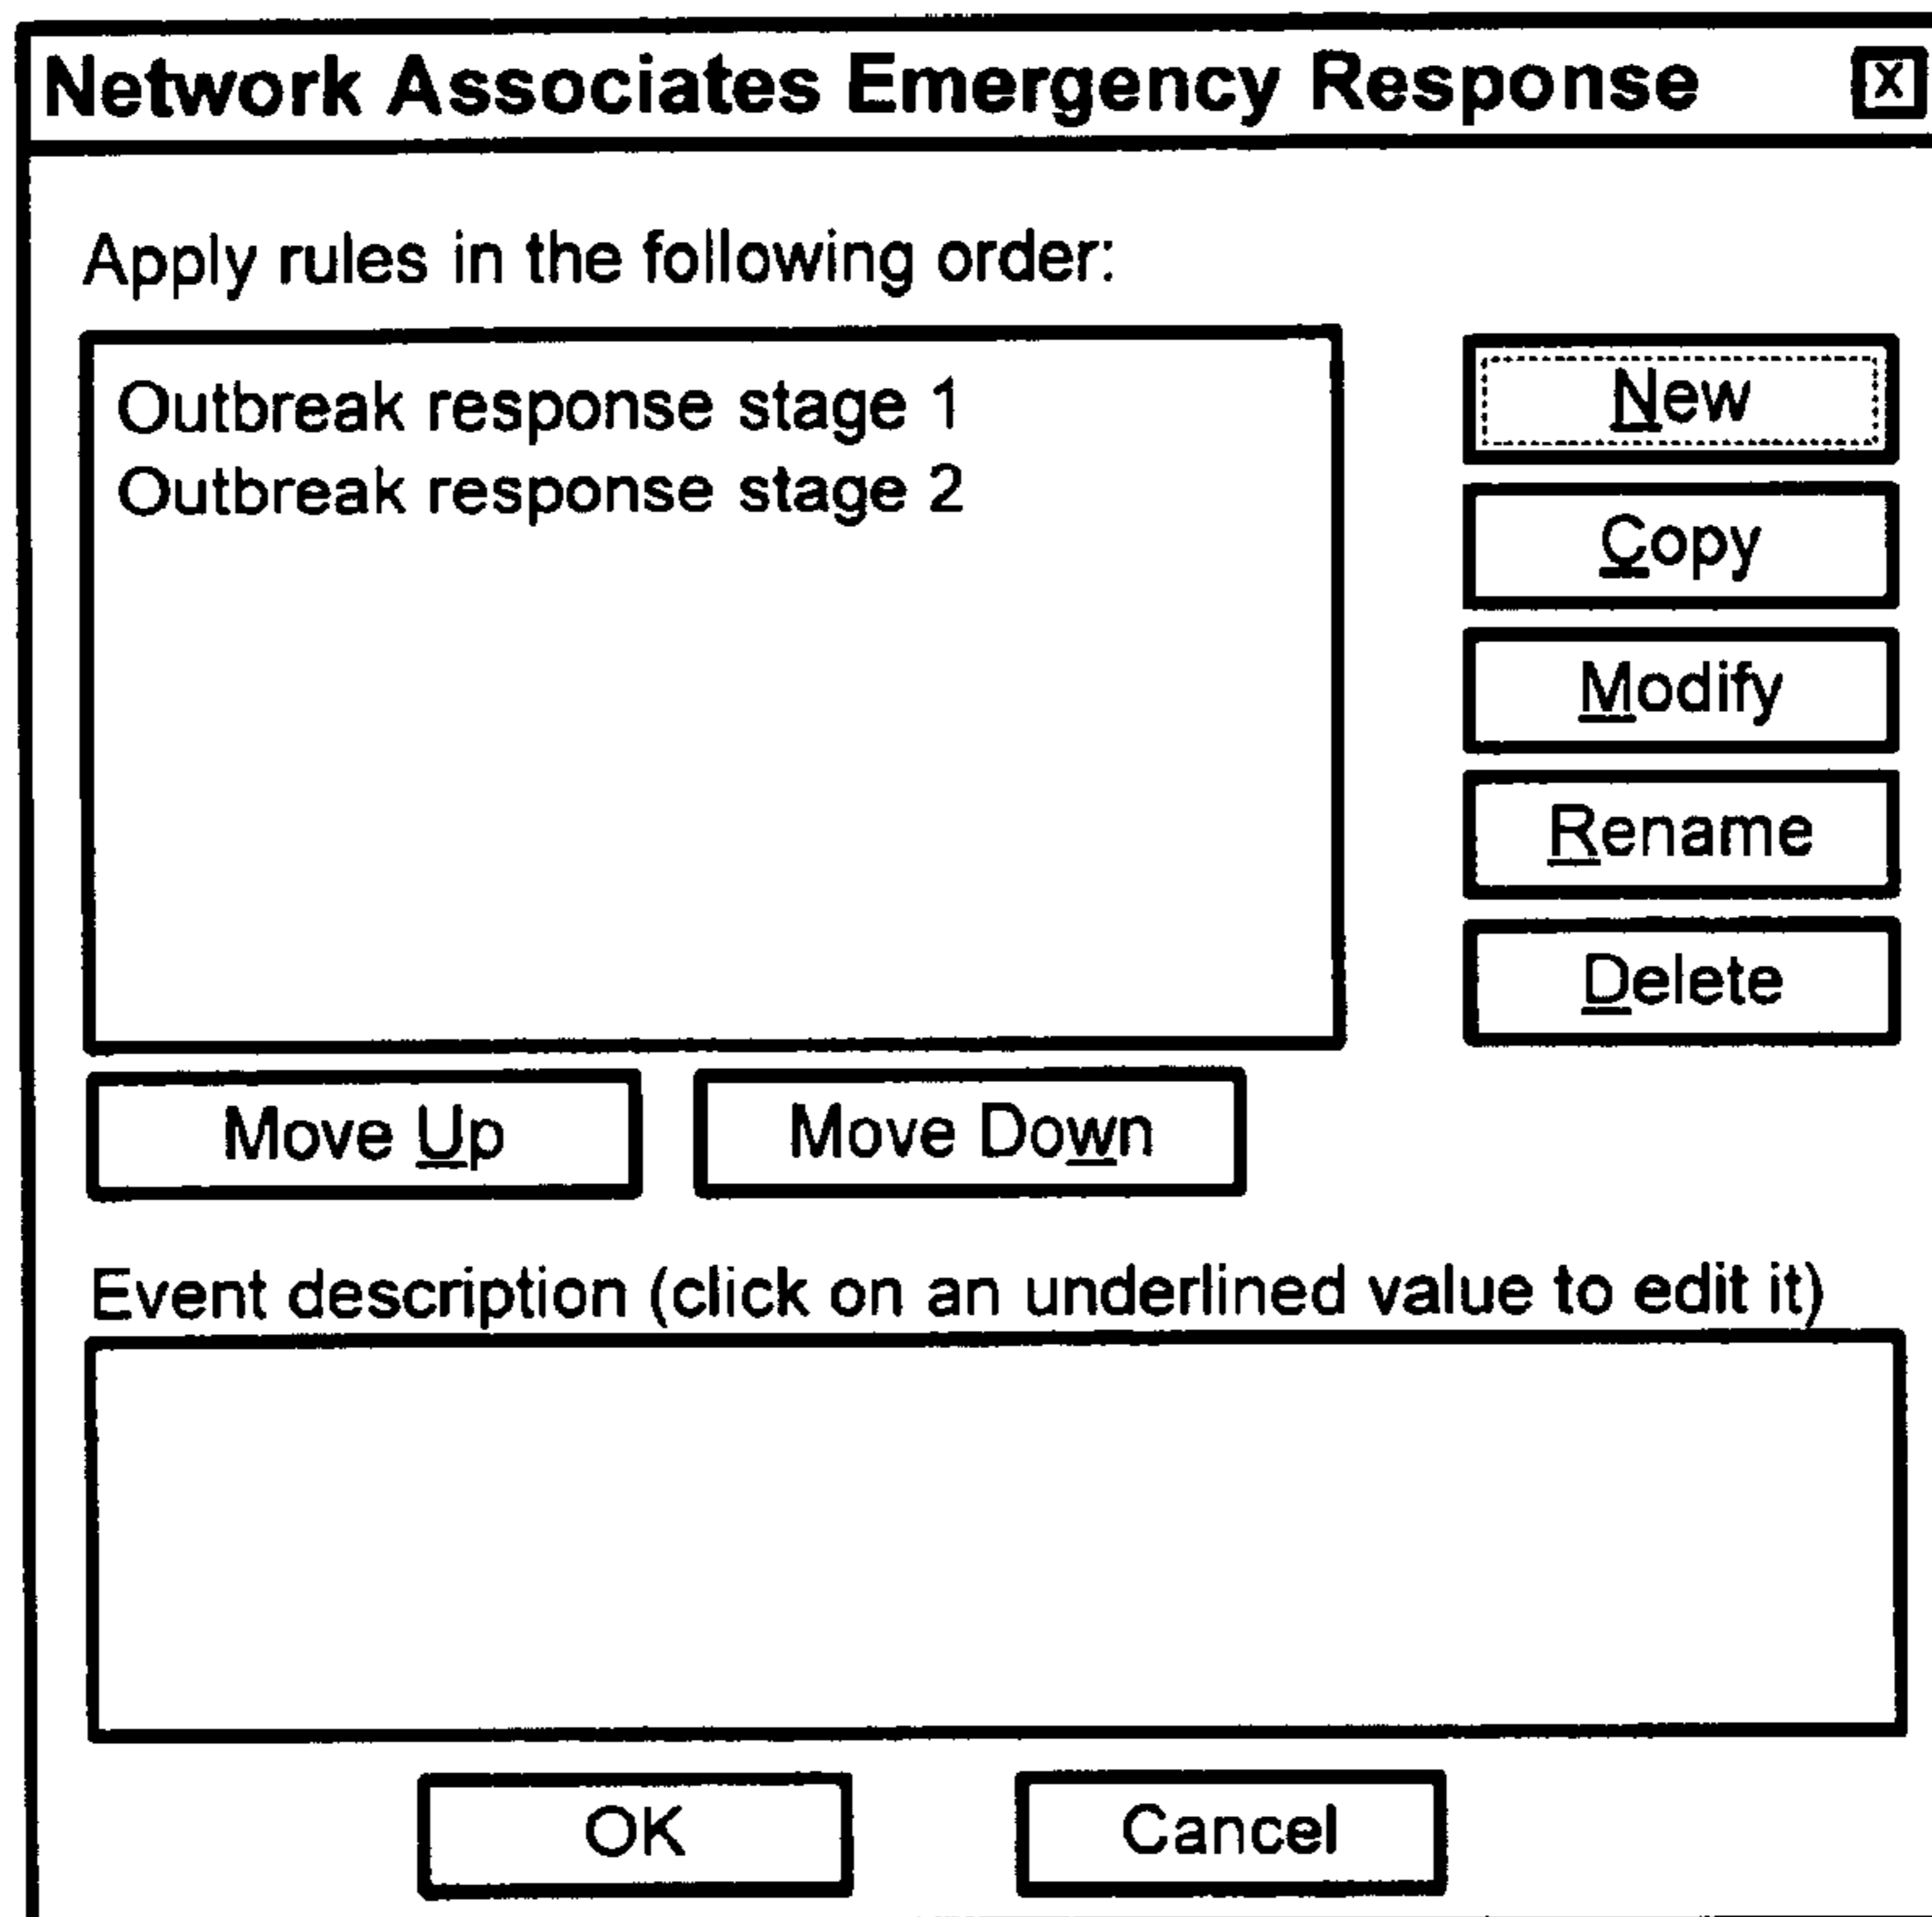 Network Associates Emergency Response X
Apply rules in the following order:
Outbreak response stage 1
Outbreak response stage 2
New
Copy
Modify
Rename
Delete
Move Up
Move Down
Event description (click on an underlined value to edit it)
OK
Cancel